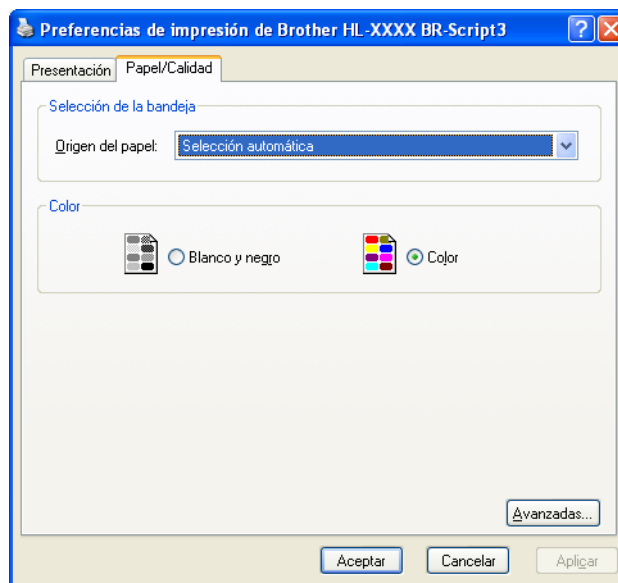 Preferencias de impresión de Brother HL-XXXX BR-Script3
Presentación Papel/Calidad
Selección de la bandeja
Origen del papel: Selección automática
Color
Blanco y negro Color
Avanzadas...
Aceptar Cancelar Aplicar